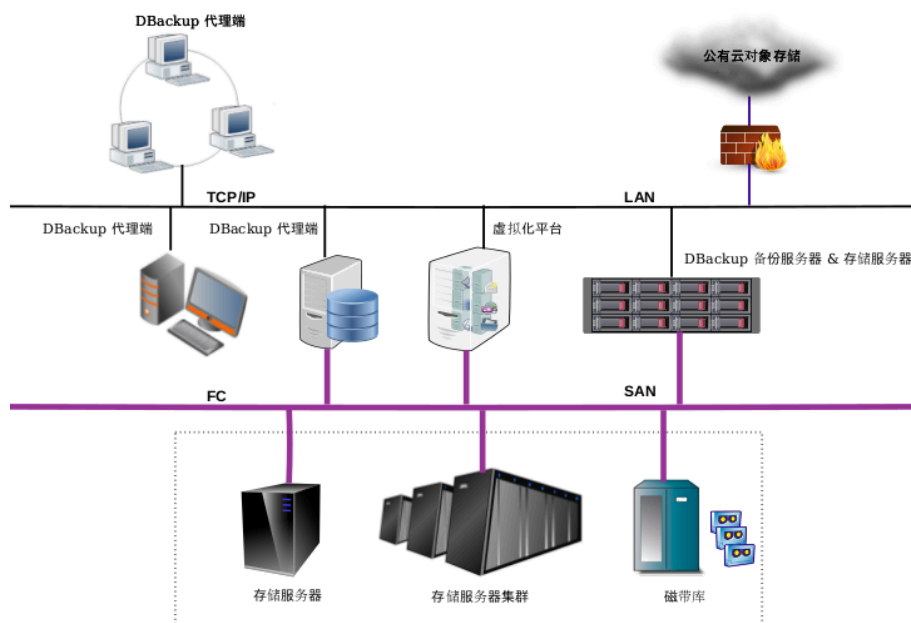 DBackup 代理端
公有云对象存储
TCP/IP
LAN
DBackup 代理端
DBackup 代理端
虚拟化平台
DBackup 备份服务器 & 存储服务器
FC
SAN
存储服务器
存储服务器集群
磁带库